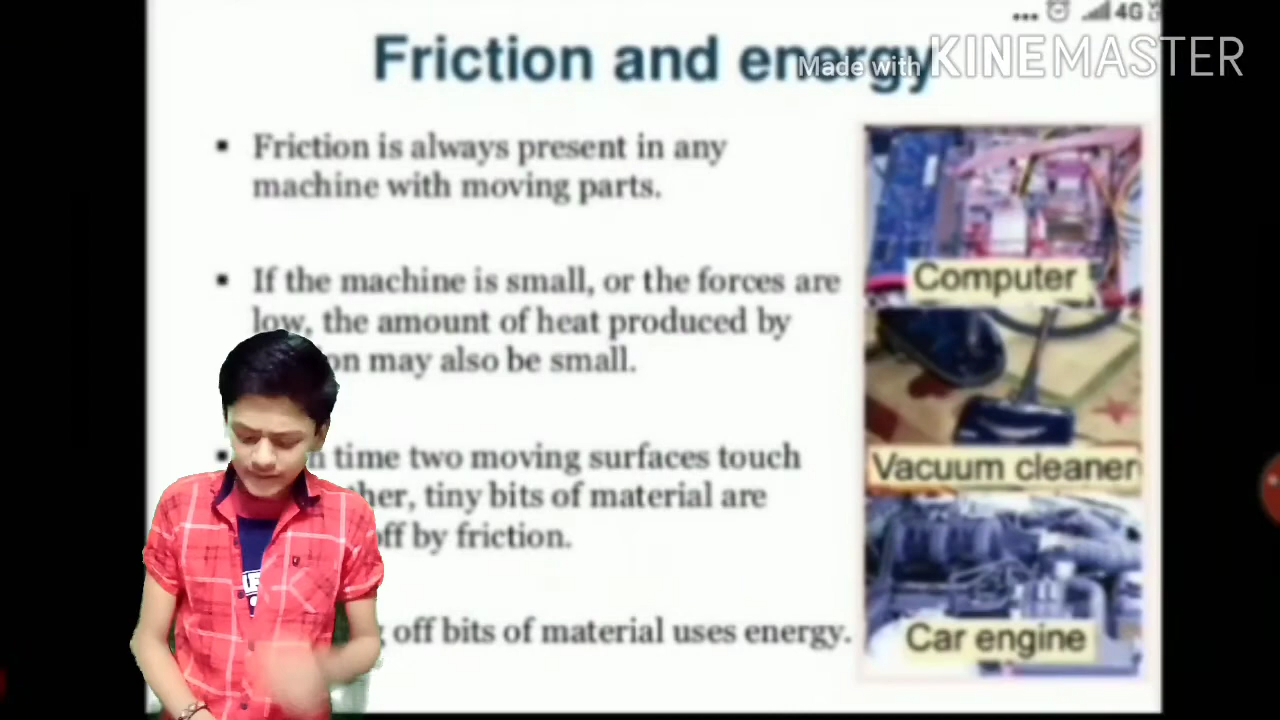 4G
Friction and energy
Made with KINEMASTER
Friction is always present in any
machine with moving parts.
If the machine is small, or the forces are
low, the amount of heat produced by
may also be small.
time two moving surfaces touch
tiny bits of material are
off by friction.
off bits of material uses energy.
Computer
Vacuum cleaner
Car engine